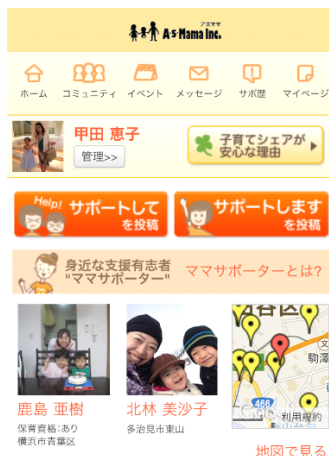 アズママ
A·s·Mama Inc.
ホーム コミュニティ イベント メッセージ サポ歴 マイページ
甲田 恵子
管理>>
子育てシェアが
安心な理由
Help! サポートして
を投稿
サポートします
を投稿
身近な支援有志者
"ママサポーター"
ママサポーターとは?
鹿島 亜樹
保育資格：あり
横浜市青葉区
北林 美沙子
多治見市東山
谷区
駒澤
466
利用規約
地図で見る